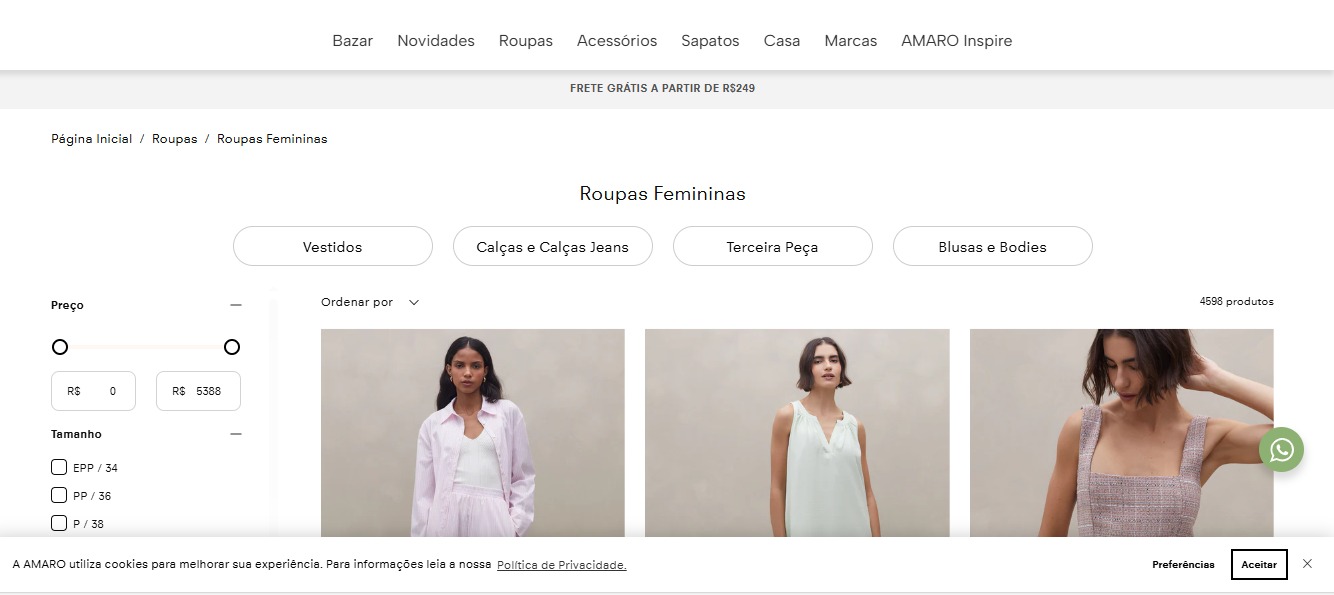 Bazar Novidades Roupas Acessórios Sapatos Casa Marcas AMARO Inspire
FRETE GRÁTIS A PARTIR DE R$249
Página Inicial / Roupas / Roupas Femininas
Roupas Femininas
Vestidos Calças e Calças Jeans Terceira Peça Blusas e Bodies
Preço
Ordenar por
4598 produtos
R$ 0 R$ 5388
Tamanho
EPP / 34
PP / 36
P / 38
A AMARO utiliza cookies para melhorar sua experiência. Para informações leia a nossa Política de Privacidade.
Preferências Aceitar